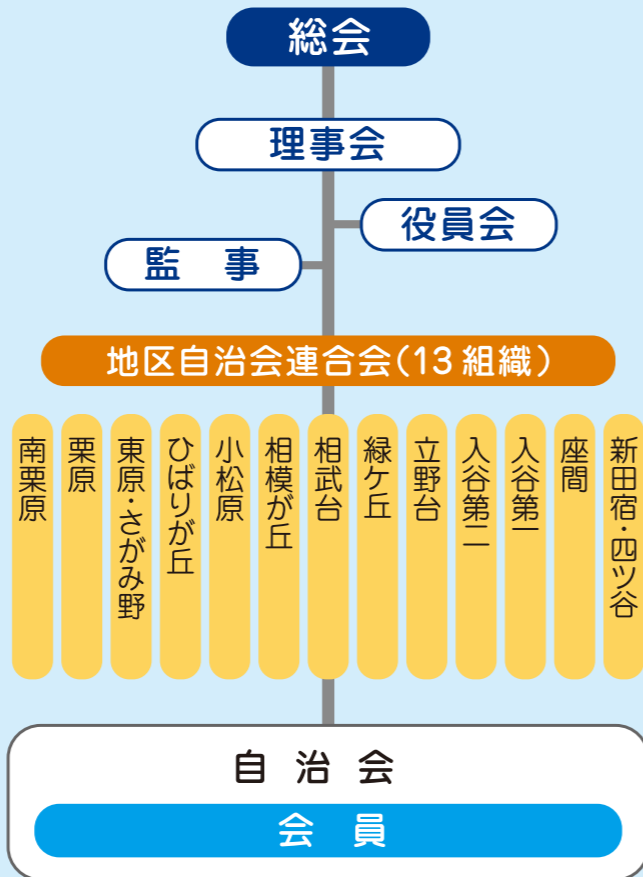 総会
理事会
役員会
監　事
地区自治会連合会(13組織)
新田宿・四ツ谷
座間
入谷第一
入谷第二
立野台
緑ケ丘
相武台
相模が丘
小松原
ひばりが丘
東原・さがみ野
栗原
南栗原
自　治　会
会　員